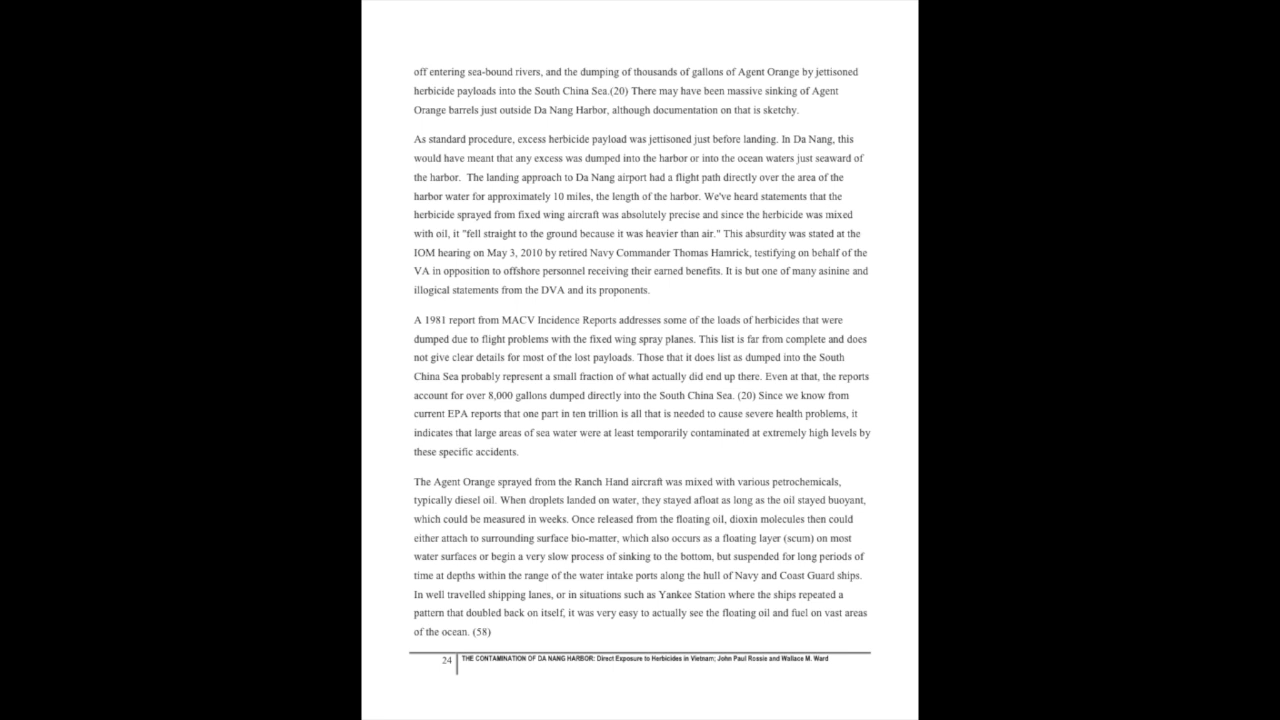 off entering sea-bound rivers, and the dumping of thousands of gallons of Agent Orange by jettisoned
herbicide payloads into the South China Sea.(20) There may have been massive sinking of Agent
Orange barrels just outside Da Nang Harbor, although documentation on that is sketchy.
As standard procedure, excess herbicide payload was jettisoned just before landing. In Da Nang, this
would have meant that any excess was dumped into the harbor or into the ocean waters just seaward of
the harbor.  The landing approach to Da Nang airport had a flight path directly over the area of the
harbor water for approximately 10 miles, the length of the harbor. We've heard statements that the
herbicide sprayed from fixed wing aircraft was absolutely precise and since the herbicide was mixed
with oil, it "fell straight to the ground because it was heavier than air." This absurdity was stated at the
IOM hearing on May 3, 2010 by retired Navy Commander Thomas Hamrick, testifying on behalf of the
VA in opposition to offshore personnel receiving their earned benefits. It is but one of many asinine and
illogical statements from the DVA and its proponents.
A 1981 report from MACV Incidence Reports addresses some of the loads of herbicides that were
dumped due to flight problems with the fixed wing spray planes. This list is far from complete and does
not give clear details for most of the lost payloads. Those that it does list as dumped into the South
China Sea probably represent a small fraction of what actually did end up there. Even at that, the reports
account for over 8,000 gallons dumped directly into the South China Sea. (20) Since we know from
current EPA reports that one part in ten trillion is all that is needed to cause severe health problems, it
indicates that large areas of sea water were at least temporarily contaminated at extremely high levels by
these specific accidents.
The Agent Orange sprayed from the Ranch Hand aircraft was mixed with various petrochemicals,
typically diesel oil. When droplets landed on water, they stayed afloat as long as the oil stayed buoyant,
which could be measured in weeks. Once released from the floating oil, dioxin molecules then could
either attach to surrounding surface bio-matter, which also occurs as a floating layer (scum) on most
water surfaces or begin a very slow process of sinking to the bottom, but suspended for long periods of
time at depths within the range of the water intake ports along the hull of Navy and Coast Guard ships.
In well travelled shipping lanes, or in situations such as Yankee Station where the ships repeated a
pattern that doubled back on itself, it was very easy to actually see the floating oil and fuel on vast areas
of the ocean. (58)
24 THE CONTAMINATION OF DA NANG HARBOR: Direct Exposure to Herbicides in Vietnam; John Paul Rossie and Wallace M. Ward